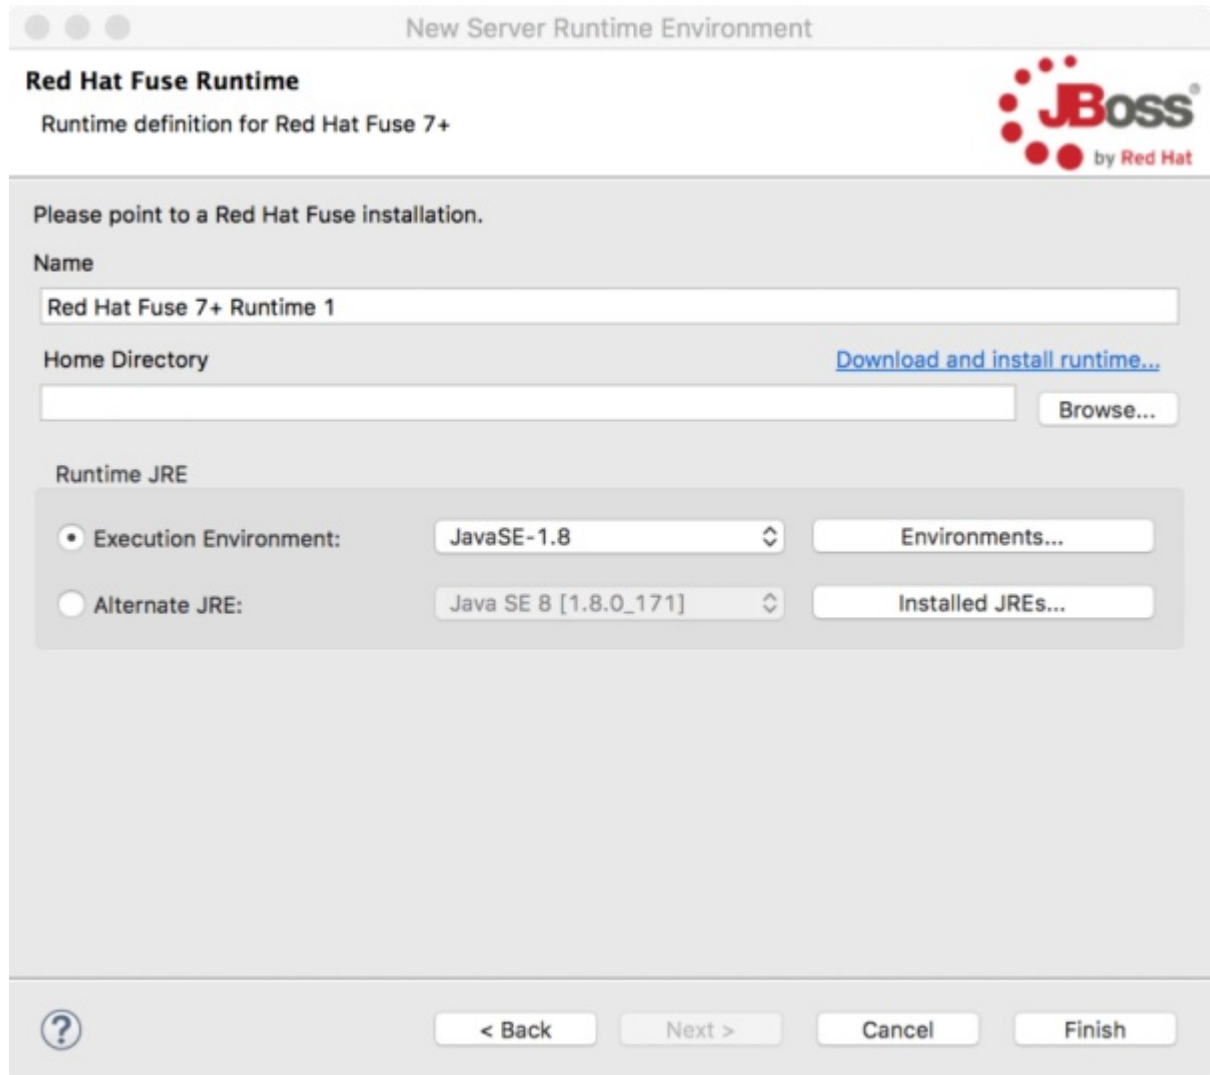 New Server Runtime Environment
Red Hat Fuse Runtime
Runtime definition for Red Hat Fuse 7+
JBoss®
by Red Hat
Please point to a Red Hat Fuse installation.
Name
Red Hat Fuse 7+ Runtime 1
Home Directory Download and install runtime...
Browse...
Runtime JRE
Execution Environment: JavaSE-1.8 Environments...
Alternate JRE: Java SE 8 [1.8.0_171] Installed JREs...
? < Back Next > Cancel Finish